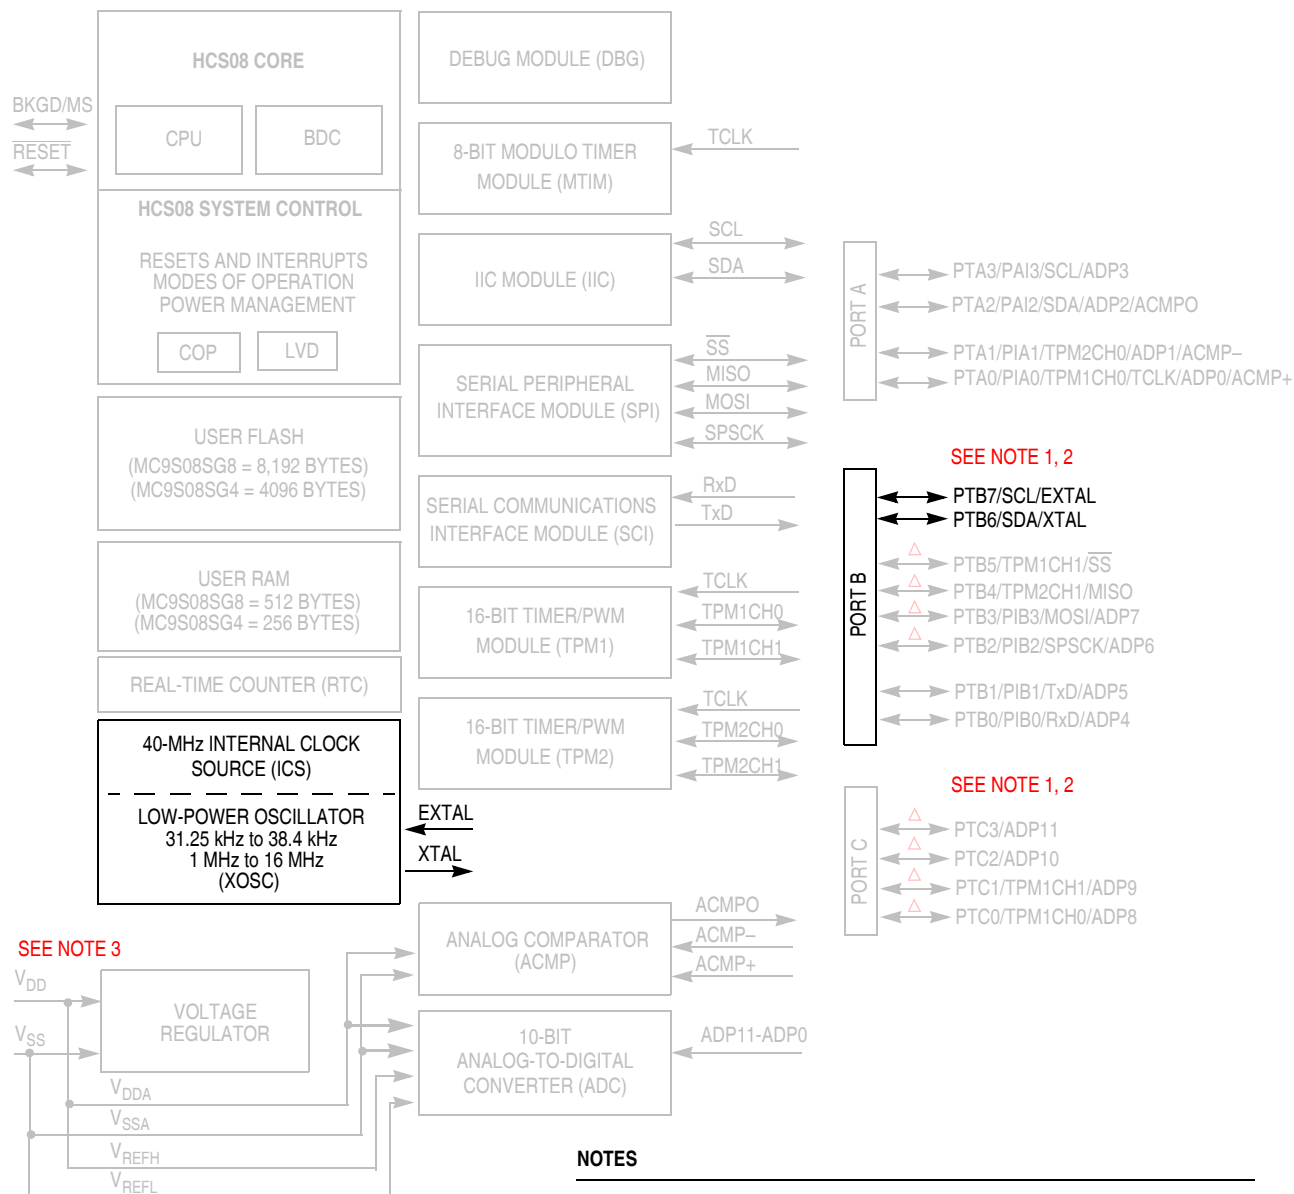 HCS08 CORE
BKGD/MS
RESET
CPU
BDC
HCS08 SYSTEM CONTROL
RESETS AND INTERRUPTS
MODES OF OPERATION
POWER MANAGEMENT
COP
LVD
USER FLASH
(MC9S08SG8 = 8,192 BYTES)
(MC9S08SG4 = 4096 BYTES)
USER RAM
(MC9S08SG8 = 512 BYTES)
(MC9S08SG4 = 256 BYTES)
REAL-TIME COUNTER (RTC)
40-MHz INTERNAL CLOCK
SOURCE (ICS)
LOW-POWER OSCILLATOR
31.25 kHz to 38.4 kHz
1 MHz to 16 MHz
(XOSC)
EXTAL
XTAL
SEE NOTE 3
VDD
VSS
VOLTAGE
REGULATOR
VDDA
VSSA
VREFH
VREFL
DEBUG MODULE (DBG)
8-BIT MODULO TIMER
MODULE (MTIM)
TCLK
IIC MODULE (IIC)
SCL
SDA
SERIAL PERIPHERAL
INTERFACE MODULE (SPI)
SS
MISO
MOSI
SPSCK
SERIAL COMMUNICATIONS
INTERFACE MODULE (SCI)
RxD
TxD
16-BIT TIMER/PWM
MODULE (TPM1)
TCLK
TPM1CH0
TPM1CH1
16-BIT TIMER/PWM
MODULE (TPM2)
TCLK
TPM2CH0
TPM2CH1
ANALOG COMPARATOR
(ACMP)
ACMPO
ACMP–
ACMP+
10-BIT
ANALOG-TO-DIGITAL
CONVERTER (ADC)
ADP11-ADP0
PORT A
PTA3/PAI3/SCL/ADP3
PTA2/PAI2/SDA/ADP2/ACMPO
PTA1/PIA1/TPM2CH0/ADP1/ACMP–
PTA0/PIA0/TPM1CH0/TCLK/ADP0/ACMP+
SEE NOTE 1, 2
PORT B
PTB7/SCL/EXTAL
PTB6/SDA/XTAL
PTB5/TPM1CH1/SS
PTB4/TPM2CH1/MISO
PTB3/PIB3/MOSI/ADP7
PTB2/PIB2/SPSCK/ADP6
PTB1/PIB1/TxD/ADP5
PTB0/PIB0/RxD/ADP4
SEE NOTE 1, 2
PORT C
PTC3/ADP11
PTC2/ADP10
PTC1/TPM1CH1/ADP9
PTC0/TPM1CH0/ADP8
NOTES